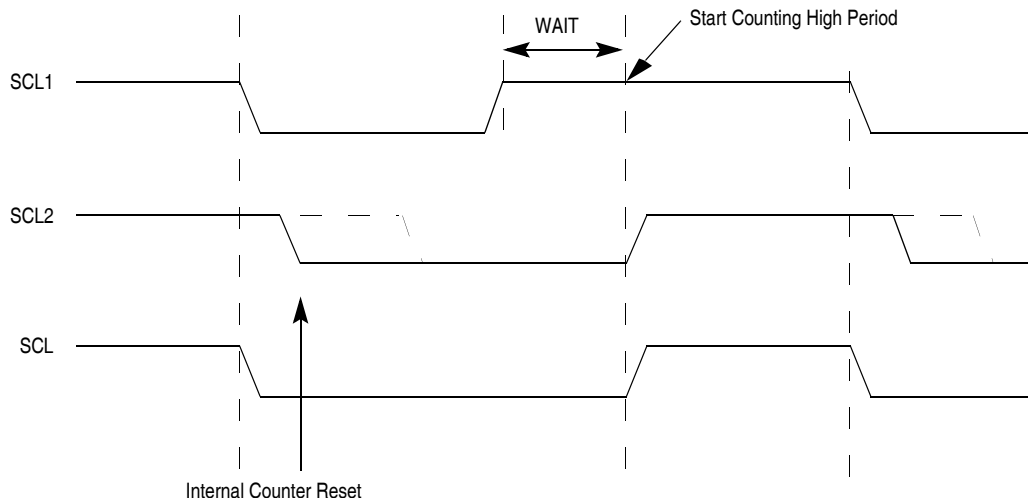 Start Counting High Period
WAIT
SCL1
SCL2
SCL
Internal Counter Reset